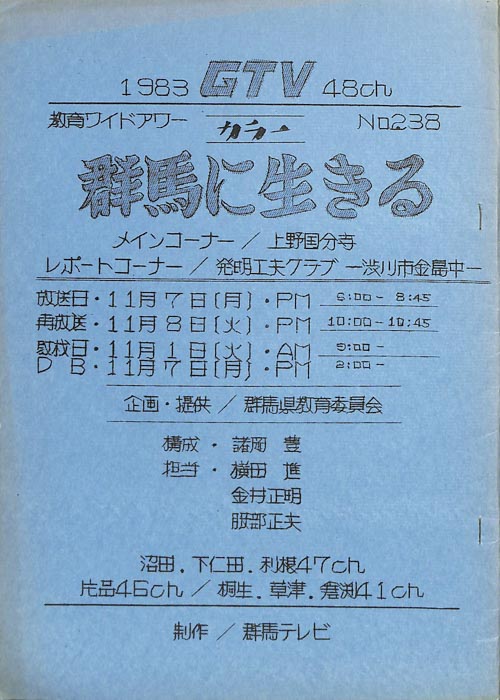 1983 GTV 48ch
教育ワイドアワー カラー No238
群馬に生きる
メインコーナー / 上野国分寺
レポートコーナー / 発明工夫クラブ ー渋川市金島中ー
放送日・11月7日(月)・PM 6:00- 8:45
再放送・11月8日(火)・PM 10:00-10:45
収枝日・11月1日(火)・AM 9:00-
D B・11月7日(月)・PM 2:00-
企画・提供 / 群馬県教育委員会
構成・諸岡 豊
担当・横田 進
金村正明
服部正夫
沼田．下仁田．利根47ch
片品46ch / 桐生．草津．倉渕41ch
制作 / 群馬テレビ